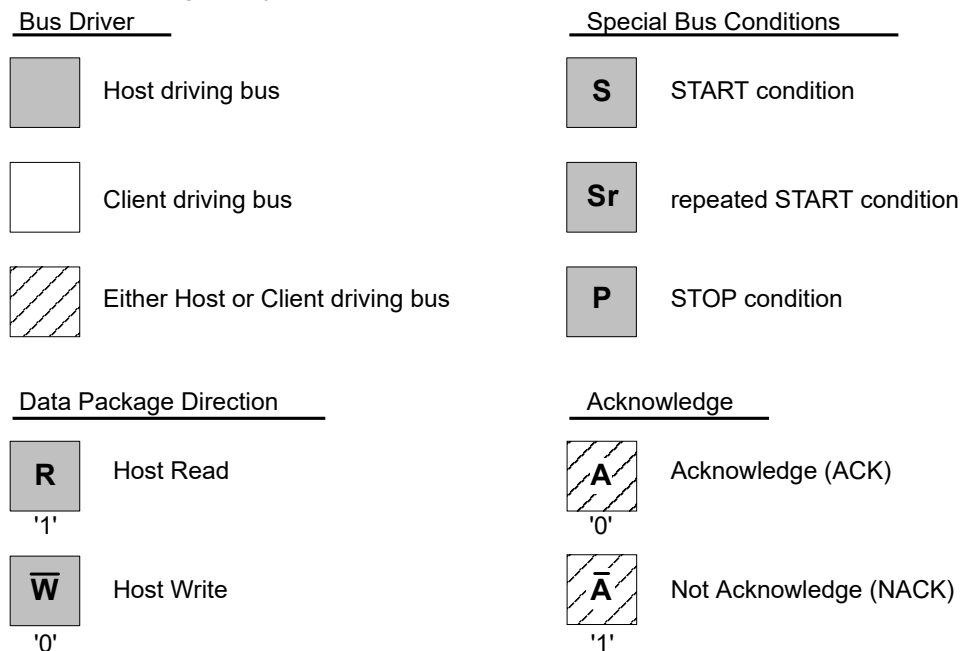 Bus Driver
Host driving bus
Client driving bus
Either Host or Client driving bus
Special Bus Conditions
S START condition
Sr repeated START condition
P STOP condition
Data Package Direction
R Host Read
'1'
W̅ Host Write
'0'
Acknowledge
A Acknowledge (ACK)
'0'
A̅ Not Acknowledge (NACK)
'1'